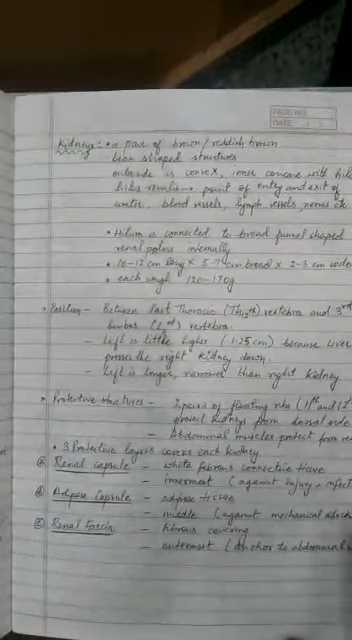 PAGE NO.
DATE
Kidneys: • a pair of brown/reddish brown
bean shaped structures
outside is convex, inner concave with
hilus renalis → point of entry and exit of
ureter, blood vessels, lymph vessels, nerves etc
• Hilum is connected to broad funnel shaped
renal pelvis internally
• 10-12 cm long × 5-7 cm broad × 2-3 cm wide
• each weigh 120-170g
• Position - Between last Thoracic (Th12th) vertebra and 3rd
lumbar (L3rd) vertebra.
- Left is little higher (1.25 cm) because liver
presses the right kidney down.
- Left is longer, narrower than right kidney
• Protective structures - 2 pairs of floating ribs (11th and 12
protect kidneys from dorsal side
- Abdominal muscles protect from
• 3 Protective layers covers each kidney
(a) Renal capsule - white fibrous connective tissue
- innermost (against injury + infect
(b) Adipose Capsule - adipose tissue
- middle (against mechanical shock
(c) Renal Fascia - fibrous covering
- outermost (anchor to abdominal